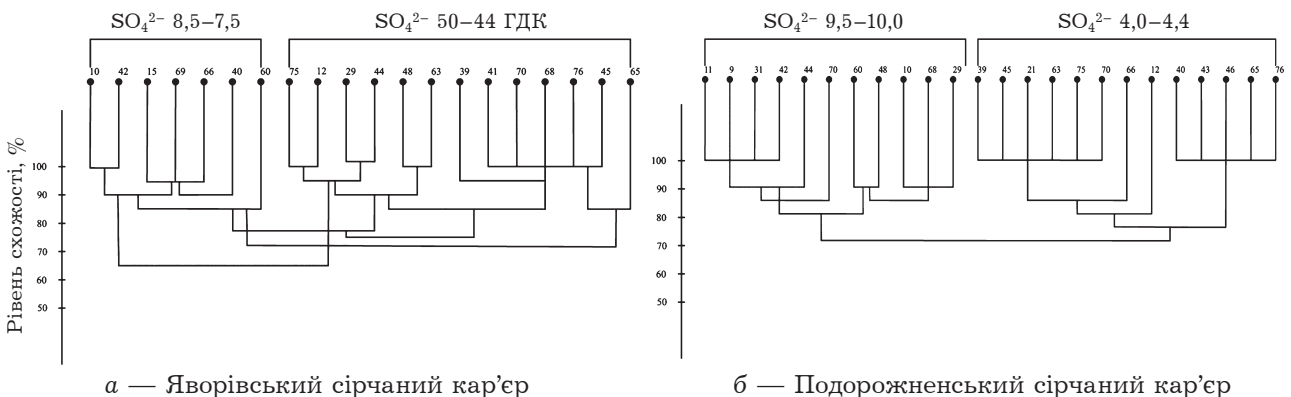 SO₄²⁻ 8,5–7,5 SO₄²⁻ 50–44 ГДК
10 42 15 69 66 40 60 75 12 29 44 48 63 39 41 70 68 76 45 65
Рівень схожості, %
100
90
80
70
60
50
а — Яворівський сірчаний кар’єр
SO₄²⁻ 9,5–10,0 SO₄²⁻ 4,0–4,4
11 9 31 42 44 70 60 48 10 68 29 39 45 21 63 75 70 66 12 40 43 46 65 76
100
90
80
70
60
50
б — Подорожненський сірчаний кар’єр